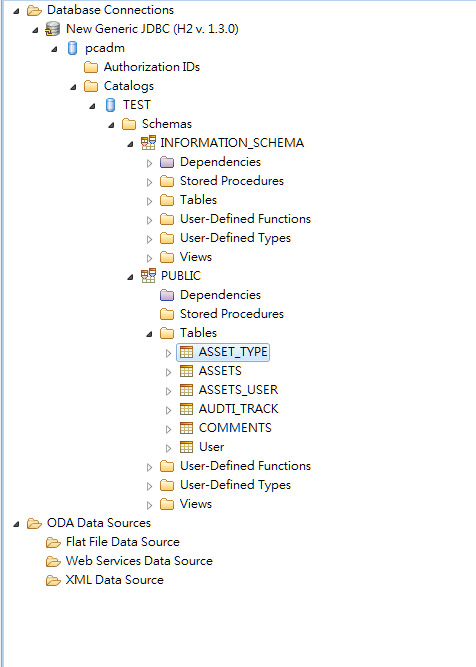 Database Connections
New Generic JDBC (H2 v. 1.3.0)
pcadm
Authorization IDs
Catalogs
TEST
Schemas
INFORMATION_SCHEMA
Dependencies
Stored Procedures
Tables
User-Defined Functions
User-Defined Types
Views
PUBLIC
Dependencies
Stored Procedures
Tables
ASSET_TYPE
ASSETS
ASSETS_USER
AUDTI_TRACK
COMMENTS
User
User-Defined Functions
User-Defined Types
Views
ODA Data Sources
Flat File Data Source
Web Services Data Source
XML Data Source